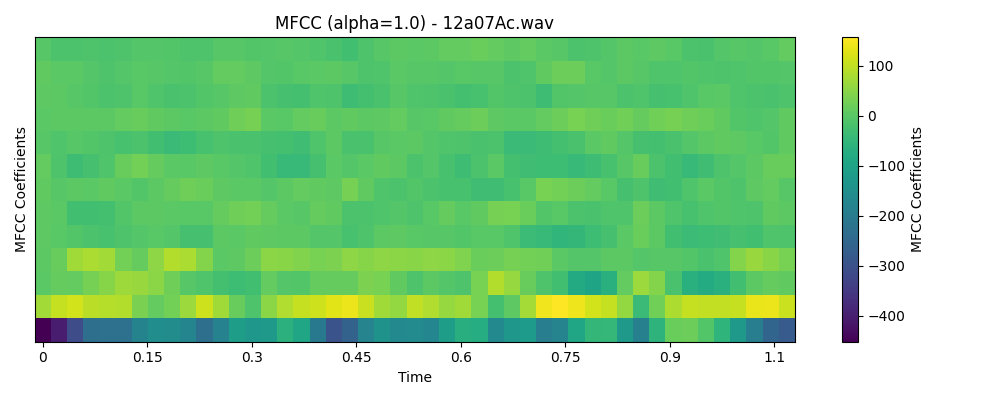 MFCC (alpha=1.0) - 12a07Ac.wav
MFCC Coefficients
0 0.15 0.3 0.45 0.6 0.75 0.9 1.1
Time
100
0
−100
−200
−300
−400
MFCC Coefficients